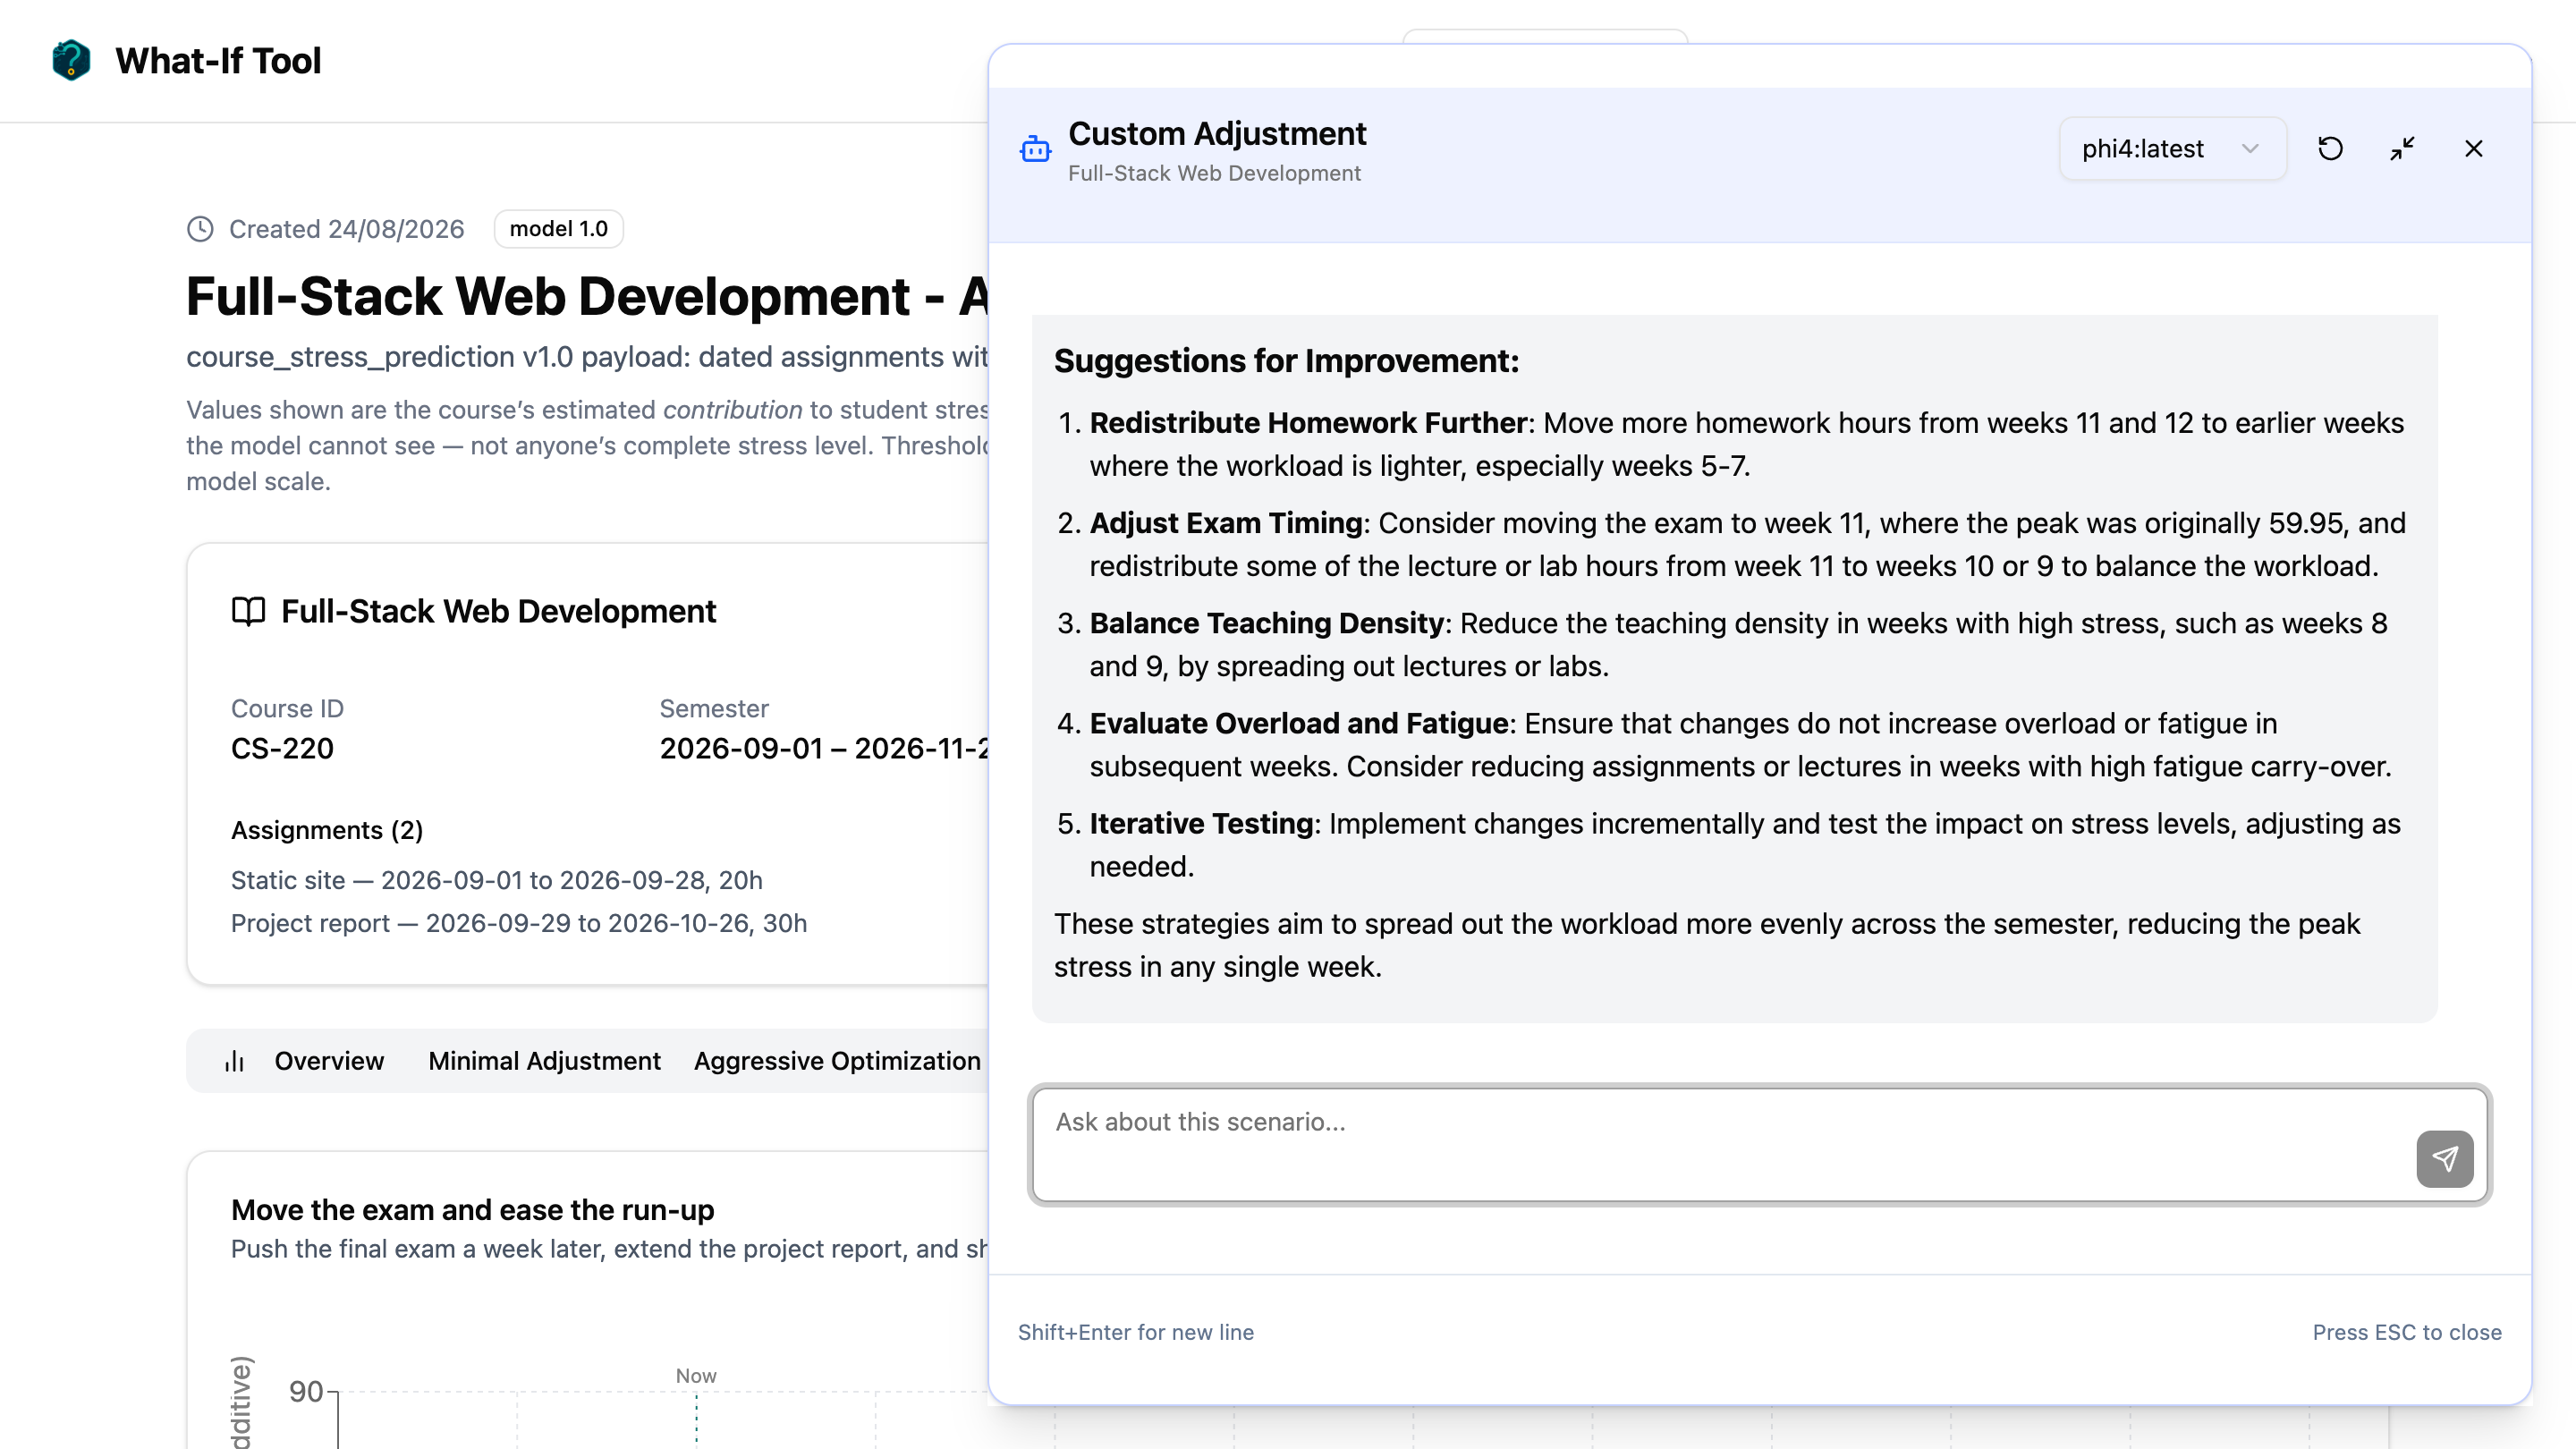 What-If Tool
Created 24/08/2026
model 1.0
Full-Stack Web Development - A
course_stress_prediction v1.0 payload: dated assignments wit
Values shown are the course's estimated contribution to student stres
the model cannot see — not anyone's complete stress level. Threshold
model scale.
Full-Stack Web Development
Course ID
Semester
CS-220
2026-09-01 – 2026-11-2
Assignments (2)
Static site — 2026-09-01 to 2026-09-28, 20h
Project report — 2026-09-29 to 2026-10-26, 30h
Overview
Minimal Adjustment
Aggressive Optimization
Move the exam and ease the run-up
Push the final exam a week later, extend the project report, and sh
Now
90
dditive)
Custom Adjustment
Full-Stack Web Development
phi4:latest
Suggestions for Improvement:
1. Redistribute Homework Further: Move more homework hours from weeks 11 and 12 to earlier weeks
where the workload is lighter, especially weeks 5-7.
2. Adjust Exam Timing: Consider moving the exam to week 11, where the peak was originally 59.95, and
redistribute some of the lecture or lab hours from week 11 to weeks 10 or 9 to balance the workload.
3. Balance Teaching Density: Reduce the teaching density in weeks with high stress, such as weeks 8
and 9, by spreading out lectures or labs.
4. Evaluate Overload and Fatigue: Ensure that changes do not increase overload or fatigue in
subsequent weeks. Consider reducing assignments or lectures in weeks with high fatigue carry-over.
5. Iterative Testing: Implement changes incrementally and test the impact on stress levels, adjusting as
needed.
These strategies aim to spread out the workload more evenly across the semester, reducing the peak
stress in any single week.
Ask about this scenario...
Shift+Enter for new line
Press ESC to close